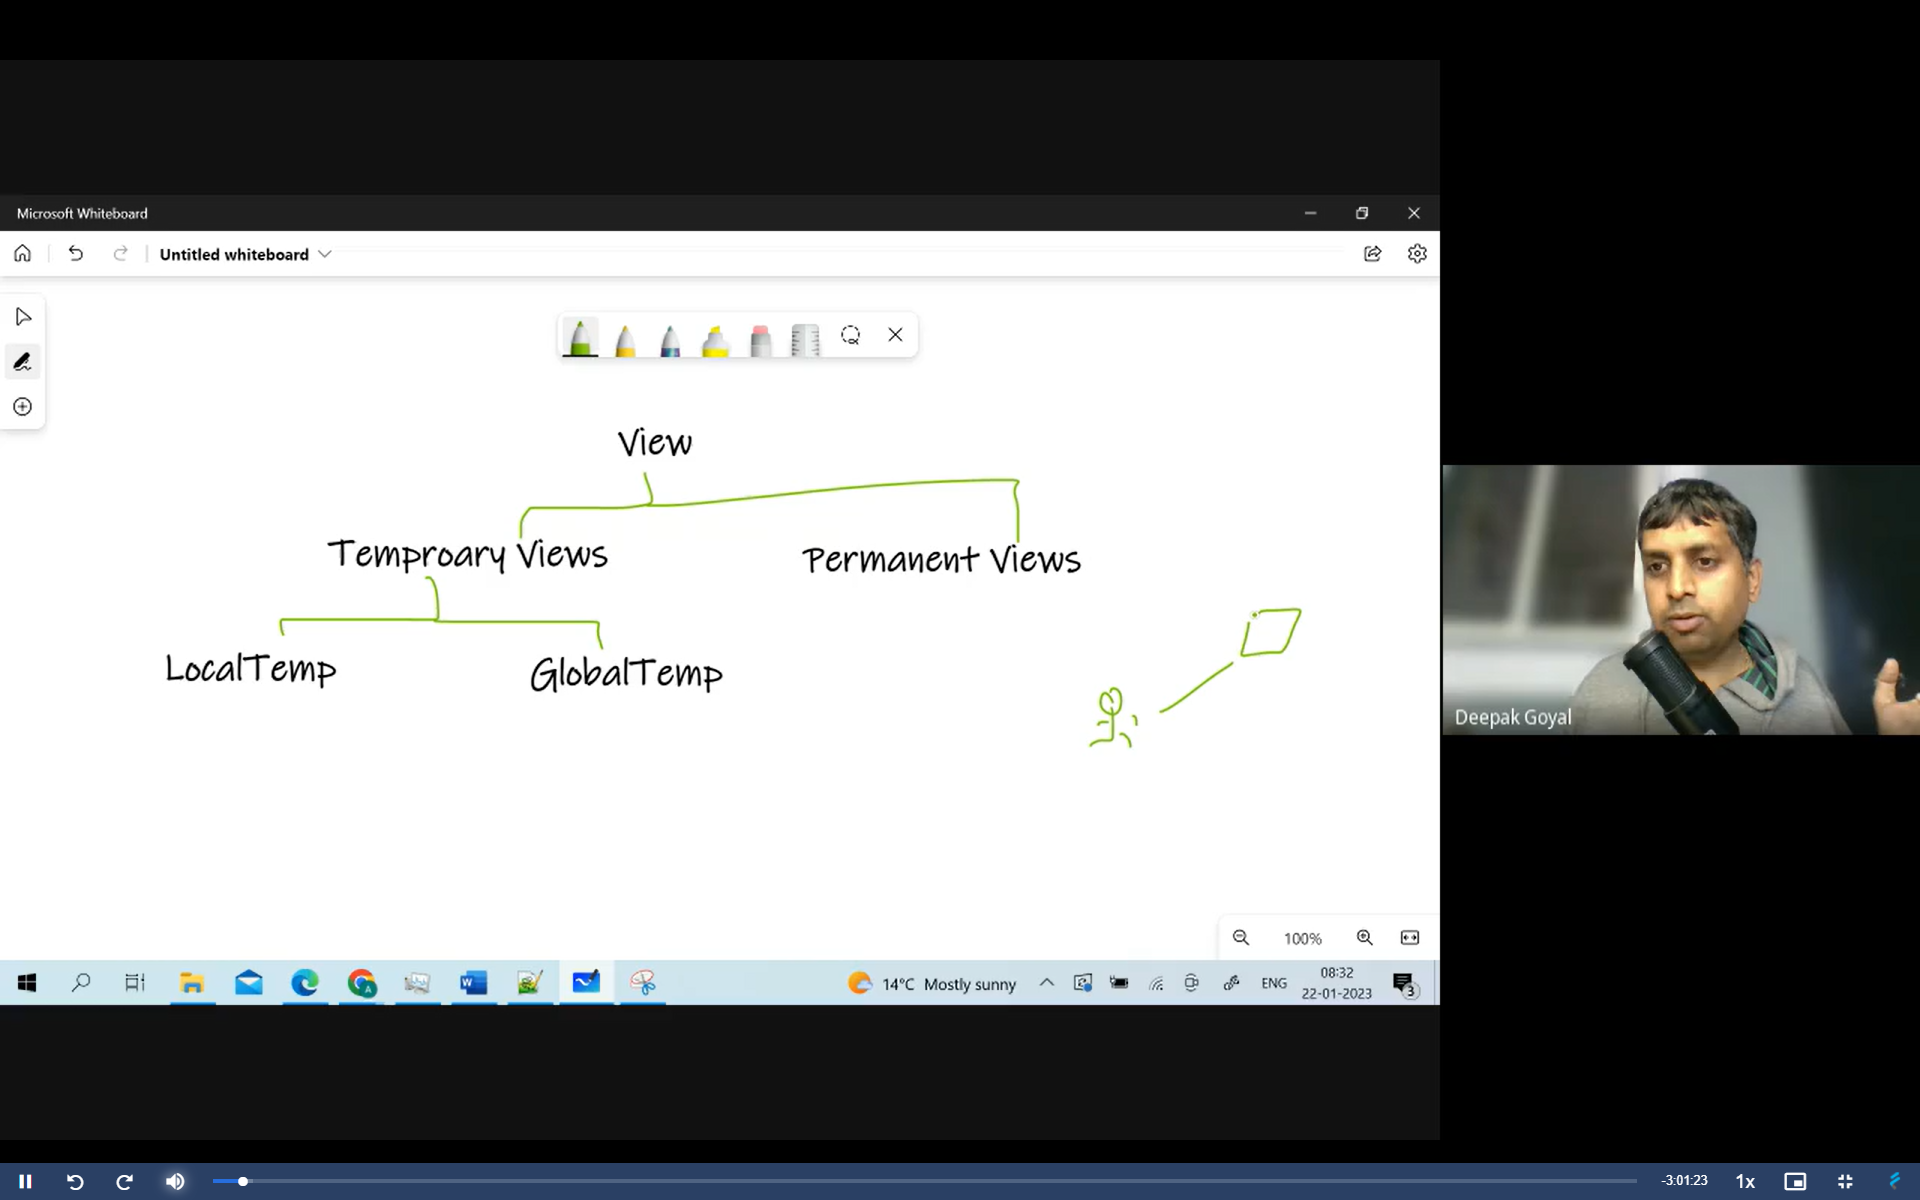 Microsoft Whiteboard
Untitled whiteboard
View
Temproary Views
Permanent Views
LocalTemp
GlobalTemp
Deepak Goyal
100%
14°C Mostly sunny
ENG
08:32
22-01-2023
3
-3:01:23
1x